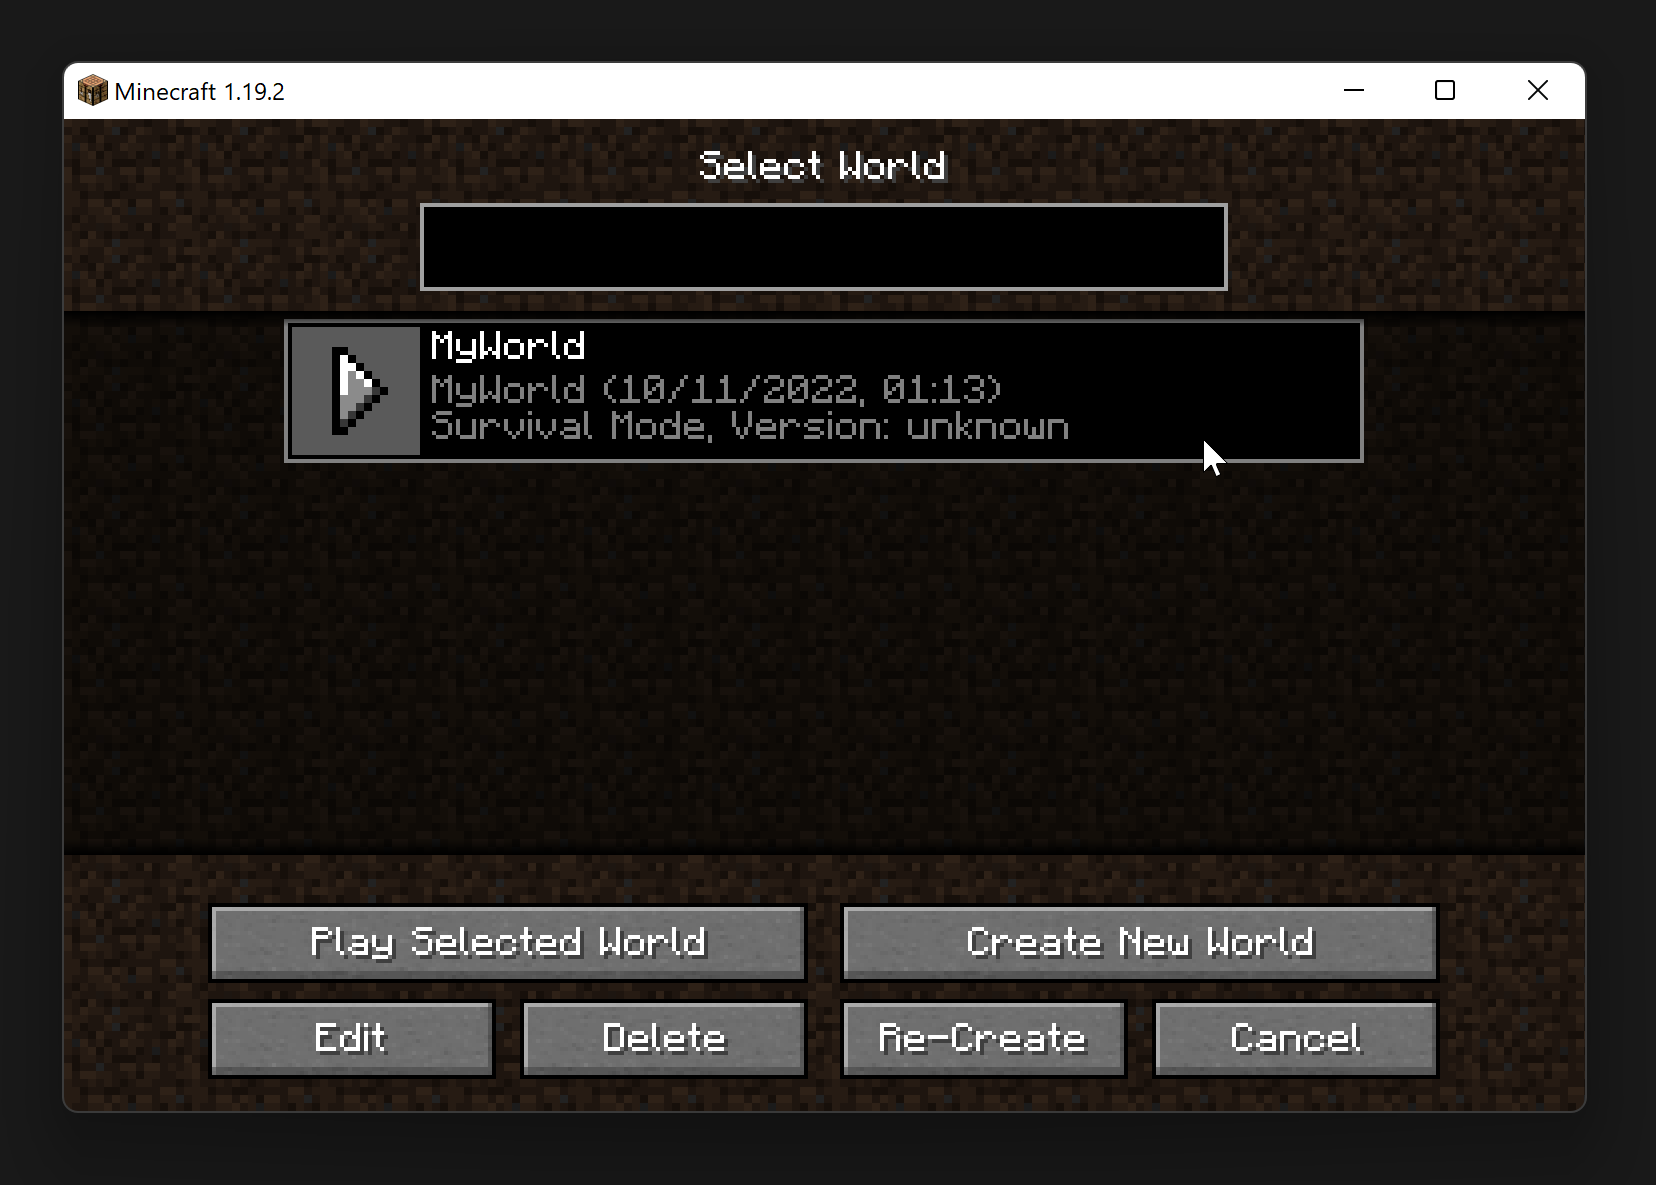 Minecraft 1.19.2
Select World
MyWorld
MyWorld (10/11/2022, 01:13)
Survival Mode, Version: unknown
Play Selected World
Create New World
Edit
Delete
Re-Create
Cancel